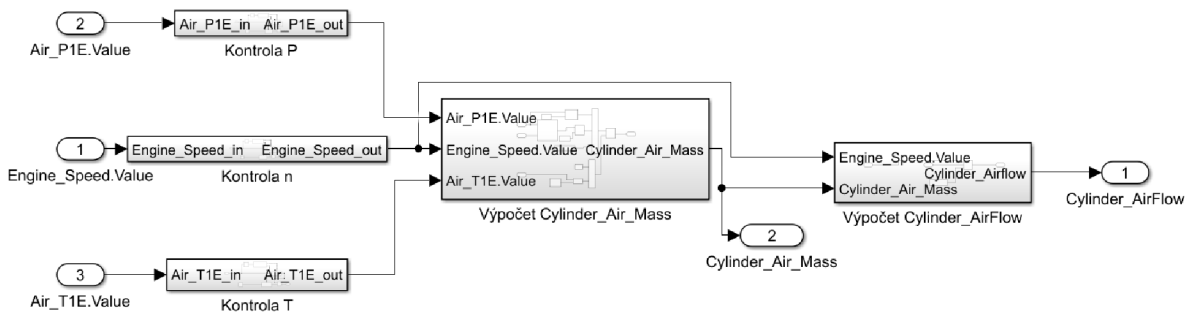 2
Air_P1E.Value
Air_P1E_in Air_P1E_out
Kontrola P
1
Engine_Speed.Value
Engine_Speed_in Engine_Speed_out
Kontrola n
3
Air_T1E.Value
Air_T1E_in Air_T1E_out
Kontrola T
Air_P1E.Value
Engine_Speed.Value Cylinder_Air_Mass
Air_T1E.Value
Výpočet Cylinder_Air_Mass
2
Cylinder_Air_Mass
Engine_Speed.Value
Cylinder_Airflow
Cylinder_Air_Mass
Výpočet Cylinder_AirFlow
1
Cylinder_AirFlow